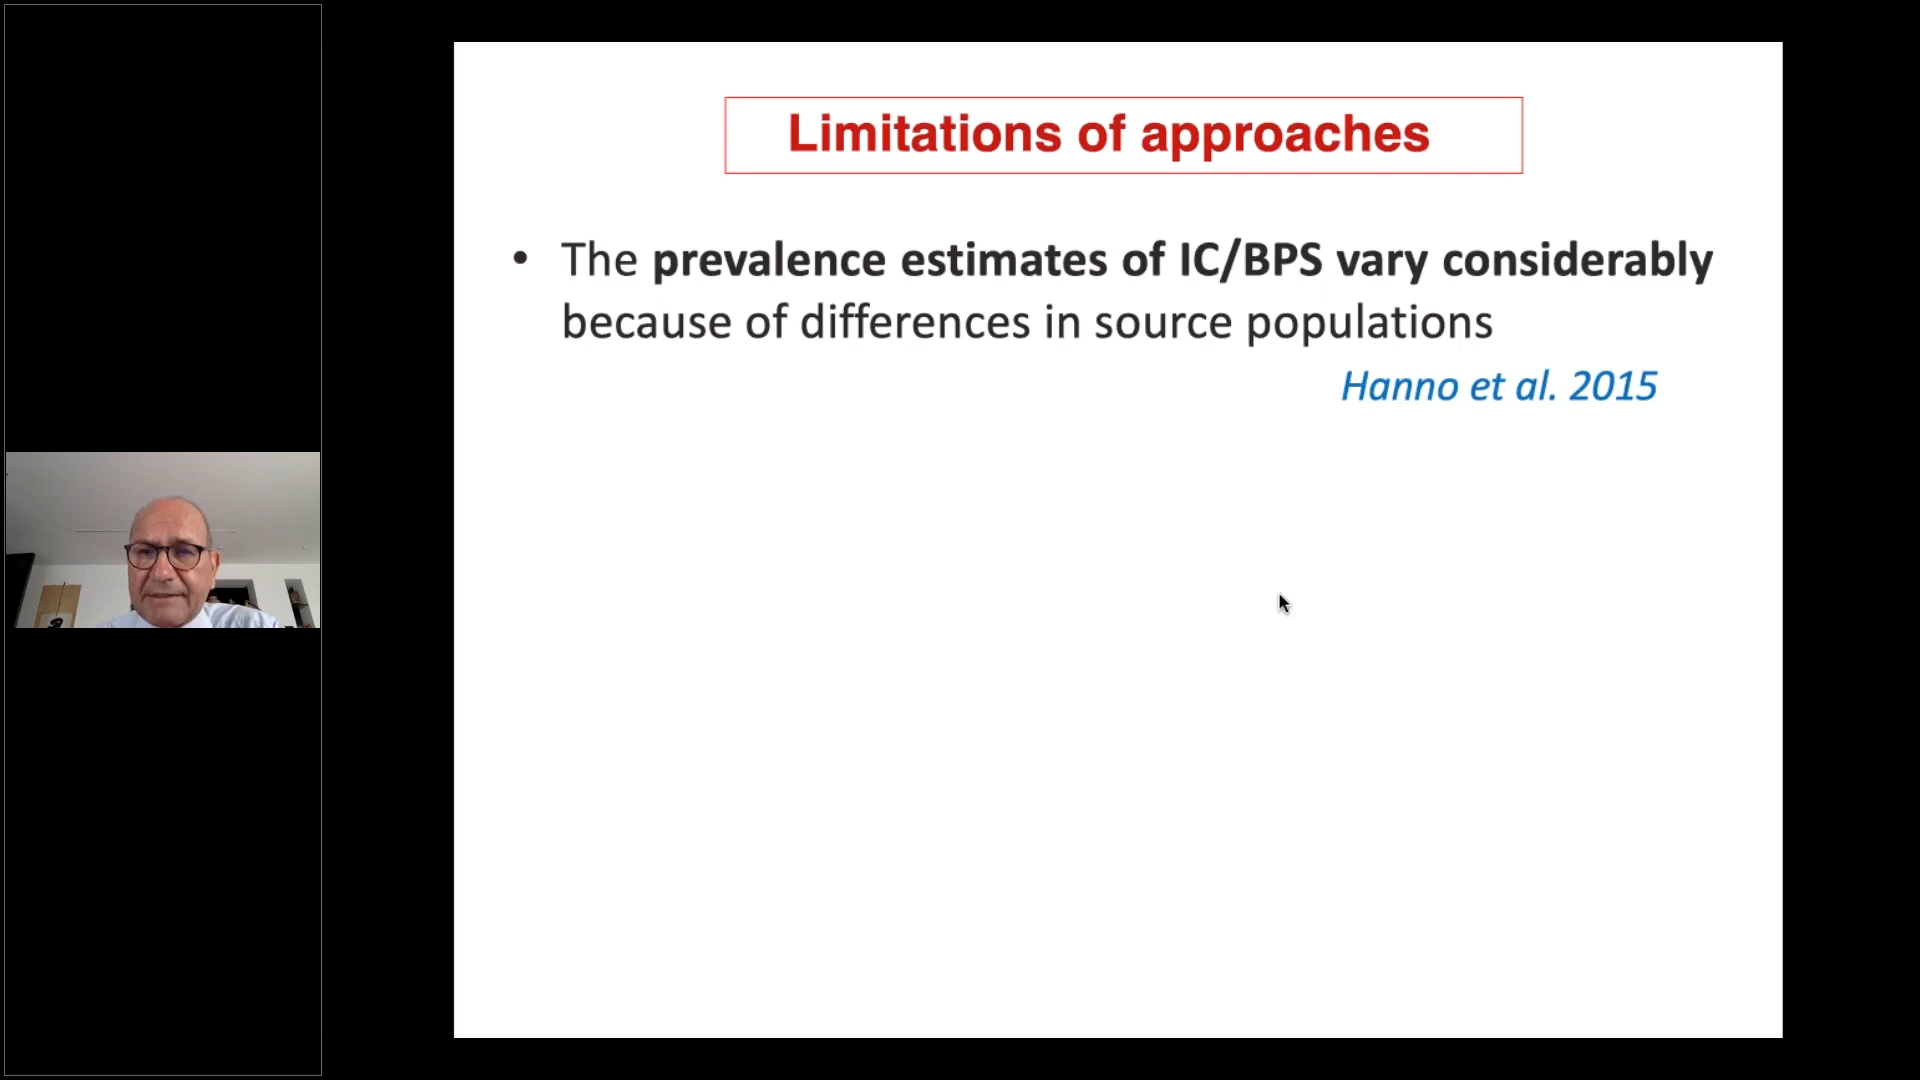 Limitations of approaches
• The prevalence estimates of IC/BPS vary considerably
because of differences in source populations
Hanno et al. 2015